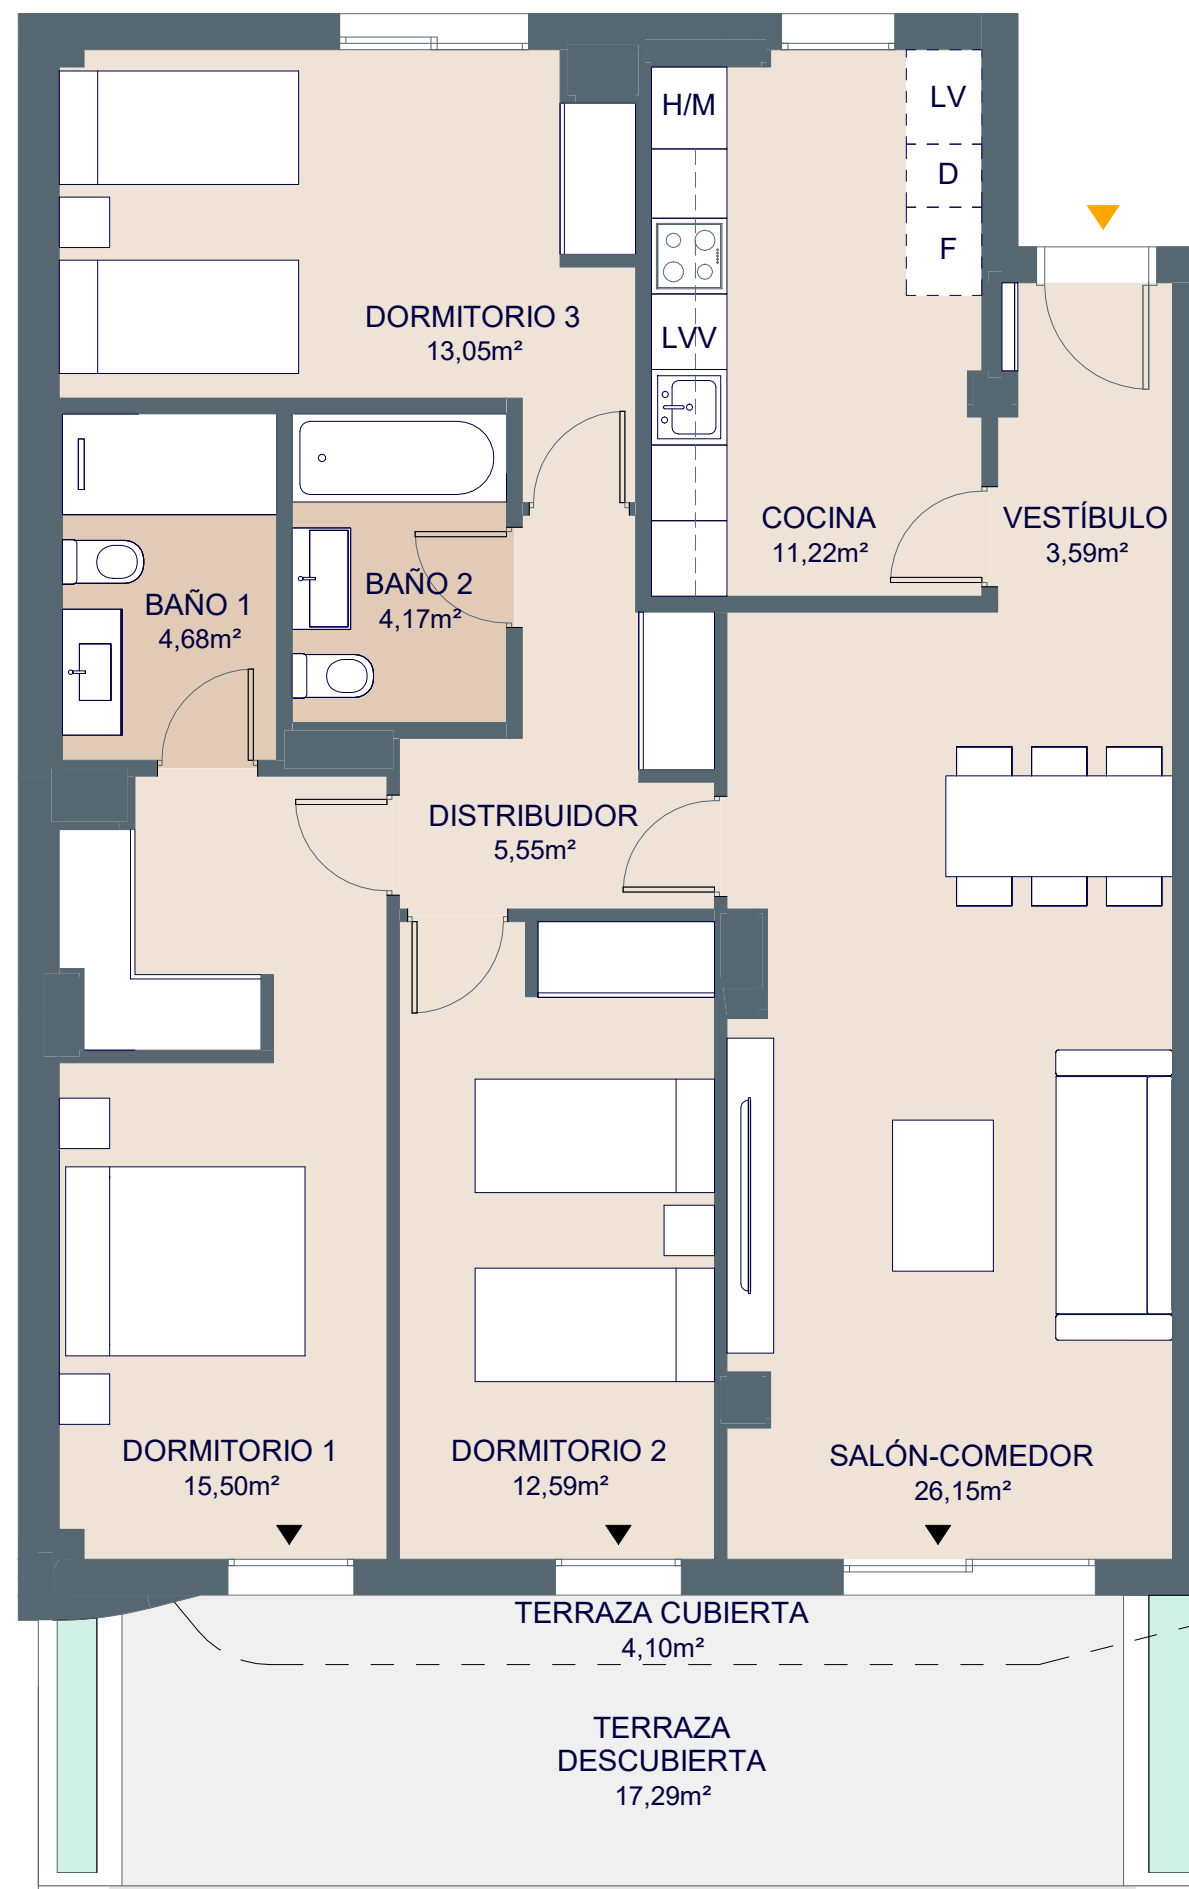 H/M
LV
D
F
DORMITORIO 3
13,05m²
LVV
COCINA
11,22m²
VESTÍBULO
3,59m²
BAÑO 2
4,17m²
BAÑO 1
4,68m²
DISTRIBUIDOR
5,55m²
DORMITORIO 1
15,50m²
DORMITORIO 2
12,59m²
SALÓN-COMEDOR
26,15m²
TERRAZA CUBIERTA
4,10m²
TERRAZA
DESCUBIERTA
17,29m²